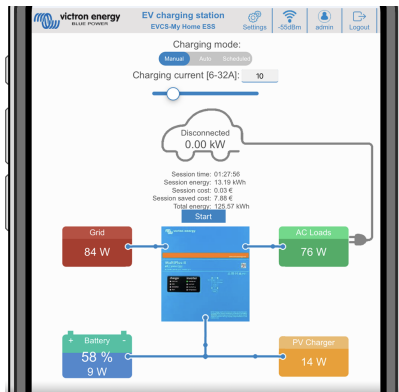 victron energy
BLUE POWER
EV charging station
EVCS-My Home ESS
Settings
-55dBm
admin
Logout
Charging mode:
Manual Auto Scheduled
Charging current [6-32A]: 10
Disconnected
0.00 kW
Session time: 01:27:56
Session energy: 13.19 kWh
Session cost: 0.03 €
Session saved cost: 7.88 €
Total energy: 125.57 kWh
Start
Grid
84 W
victron energy
AC Loads
76 W
+ Battery -
58 %
9 W
PV Charger
14 W